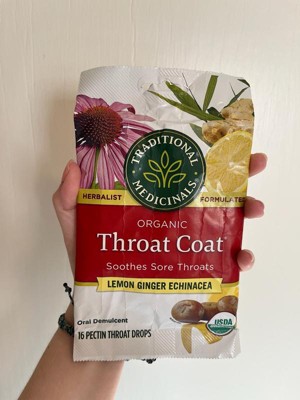 TRADITIONAL
MEDICINALS
HERBALIST
FORMULATED
ORGANIC
Throat Coat®
Soothes Sore Throats
LEMON GINGER ECHINACEA
Oral Demulcent
16 PECTIN THROAT DROPS
USDA